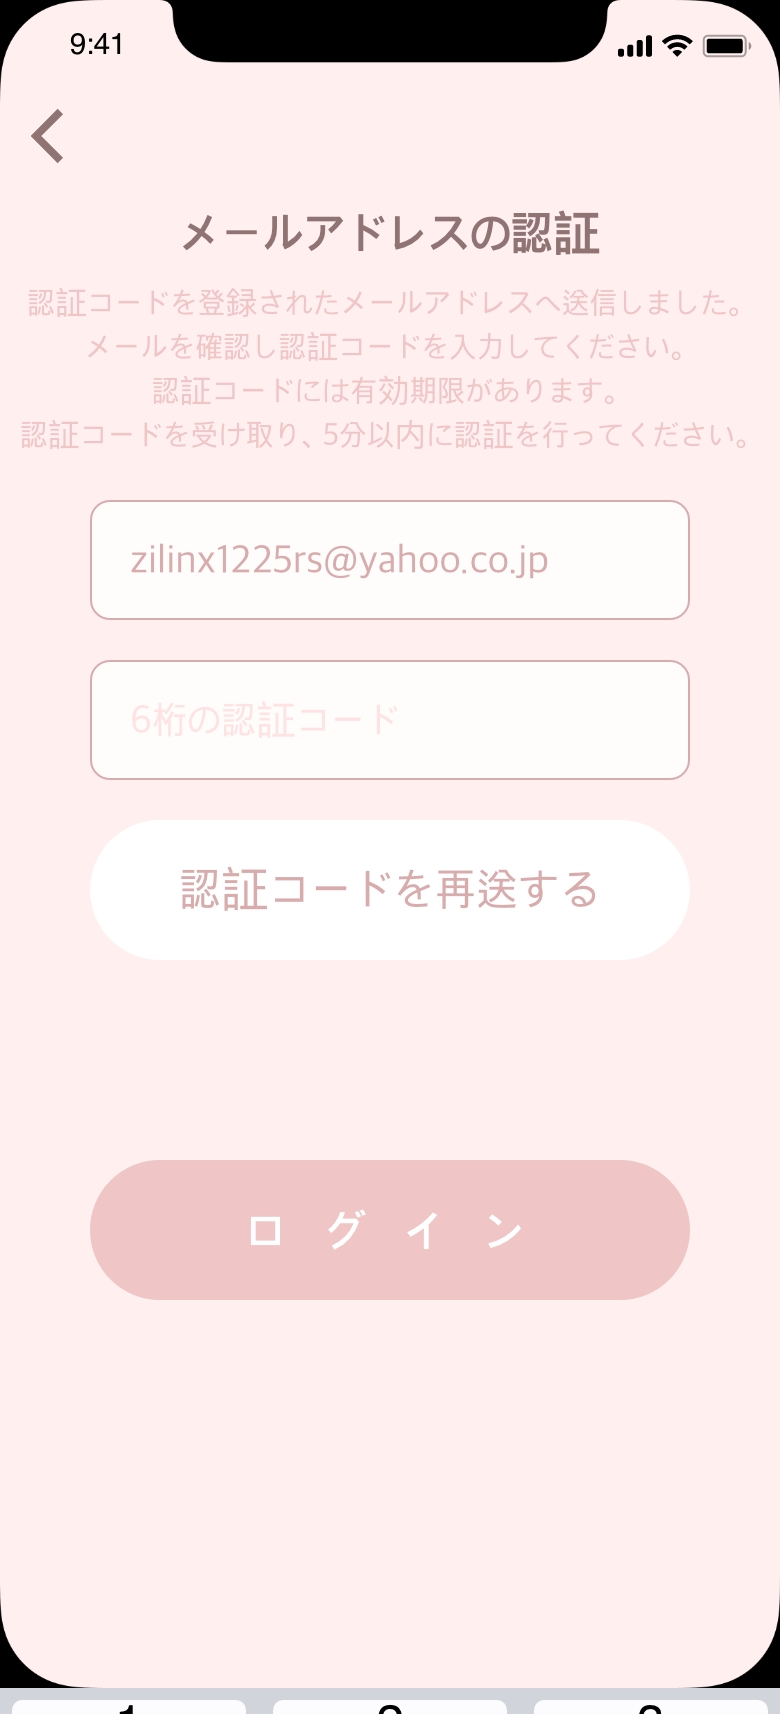 9:41
メールアドレスの認証
認証コードを登録されたメールアドレスへ送信しました。
メールを確認し認証コードを入力してください。
認証コードには有効期限があります。
認証コードを受け取り、5分以内に認証を行ってください。
zilinx1225rs@yahoo.co.jp
6桁の認証コード
認証コードを再送する
ログイン